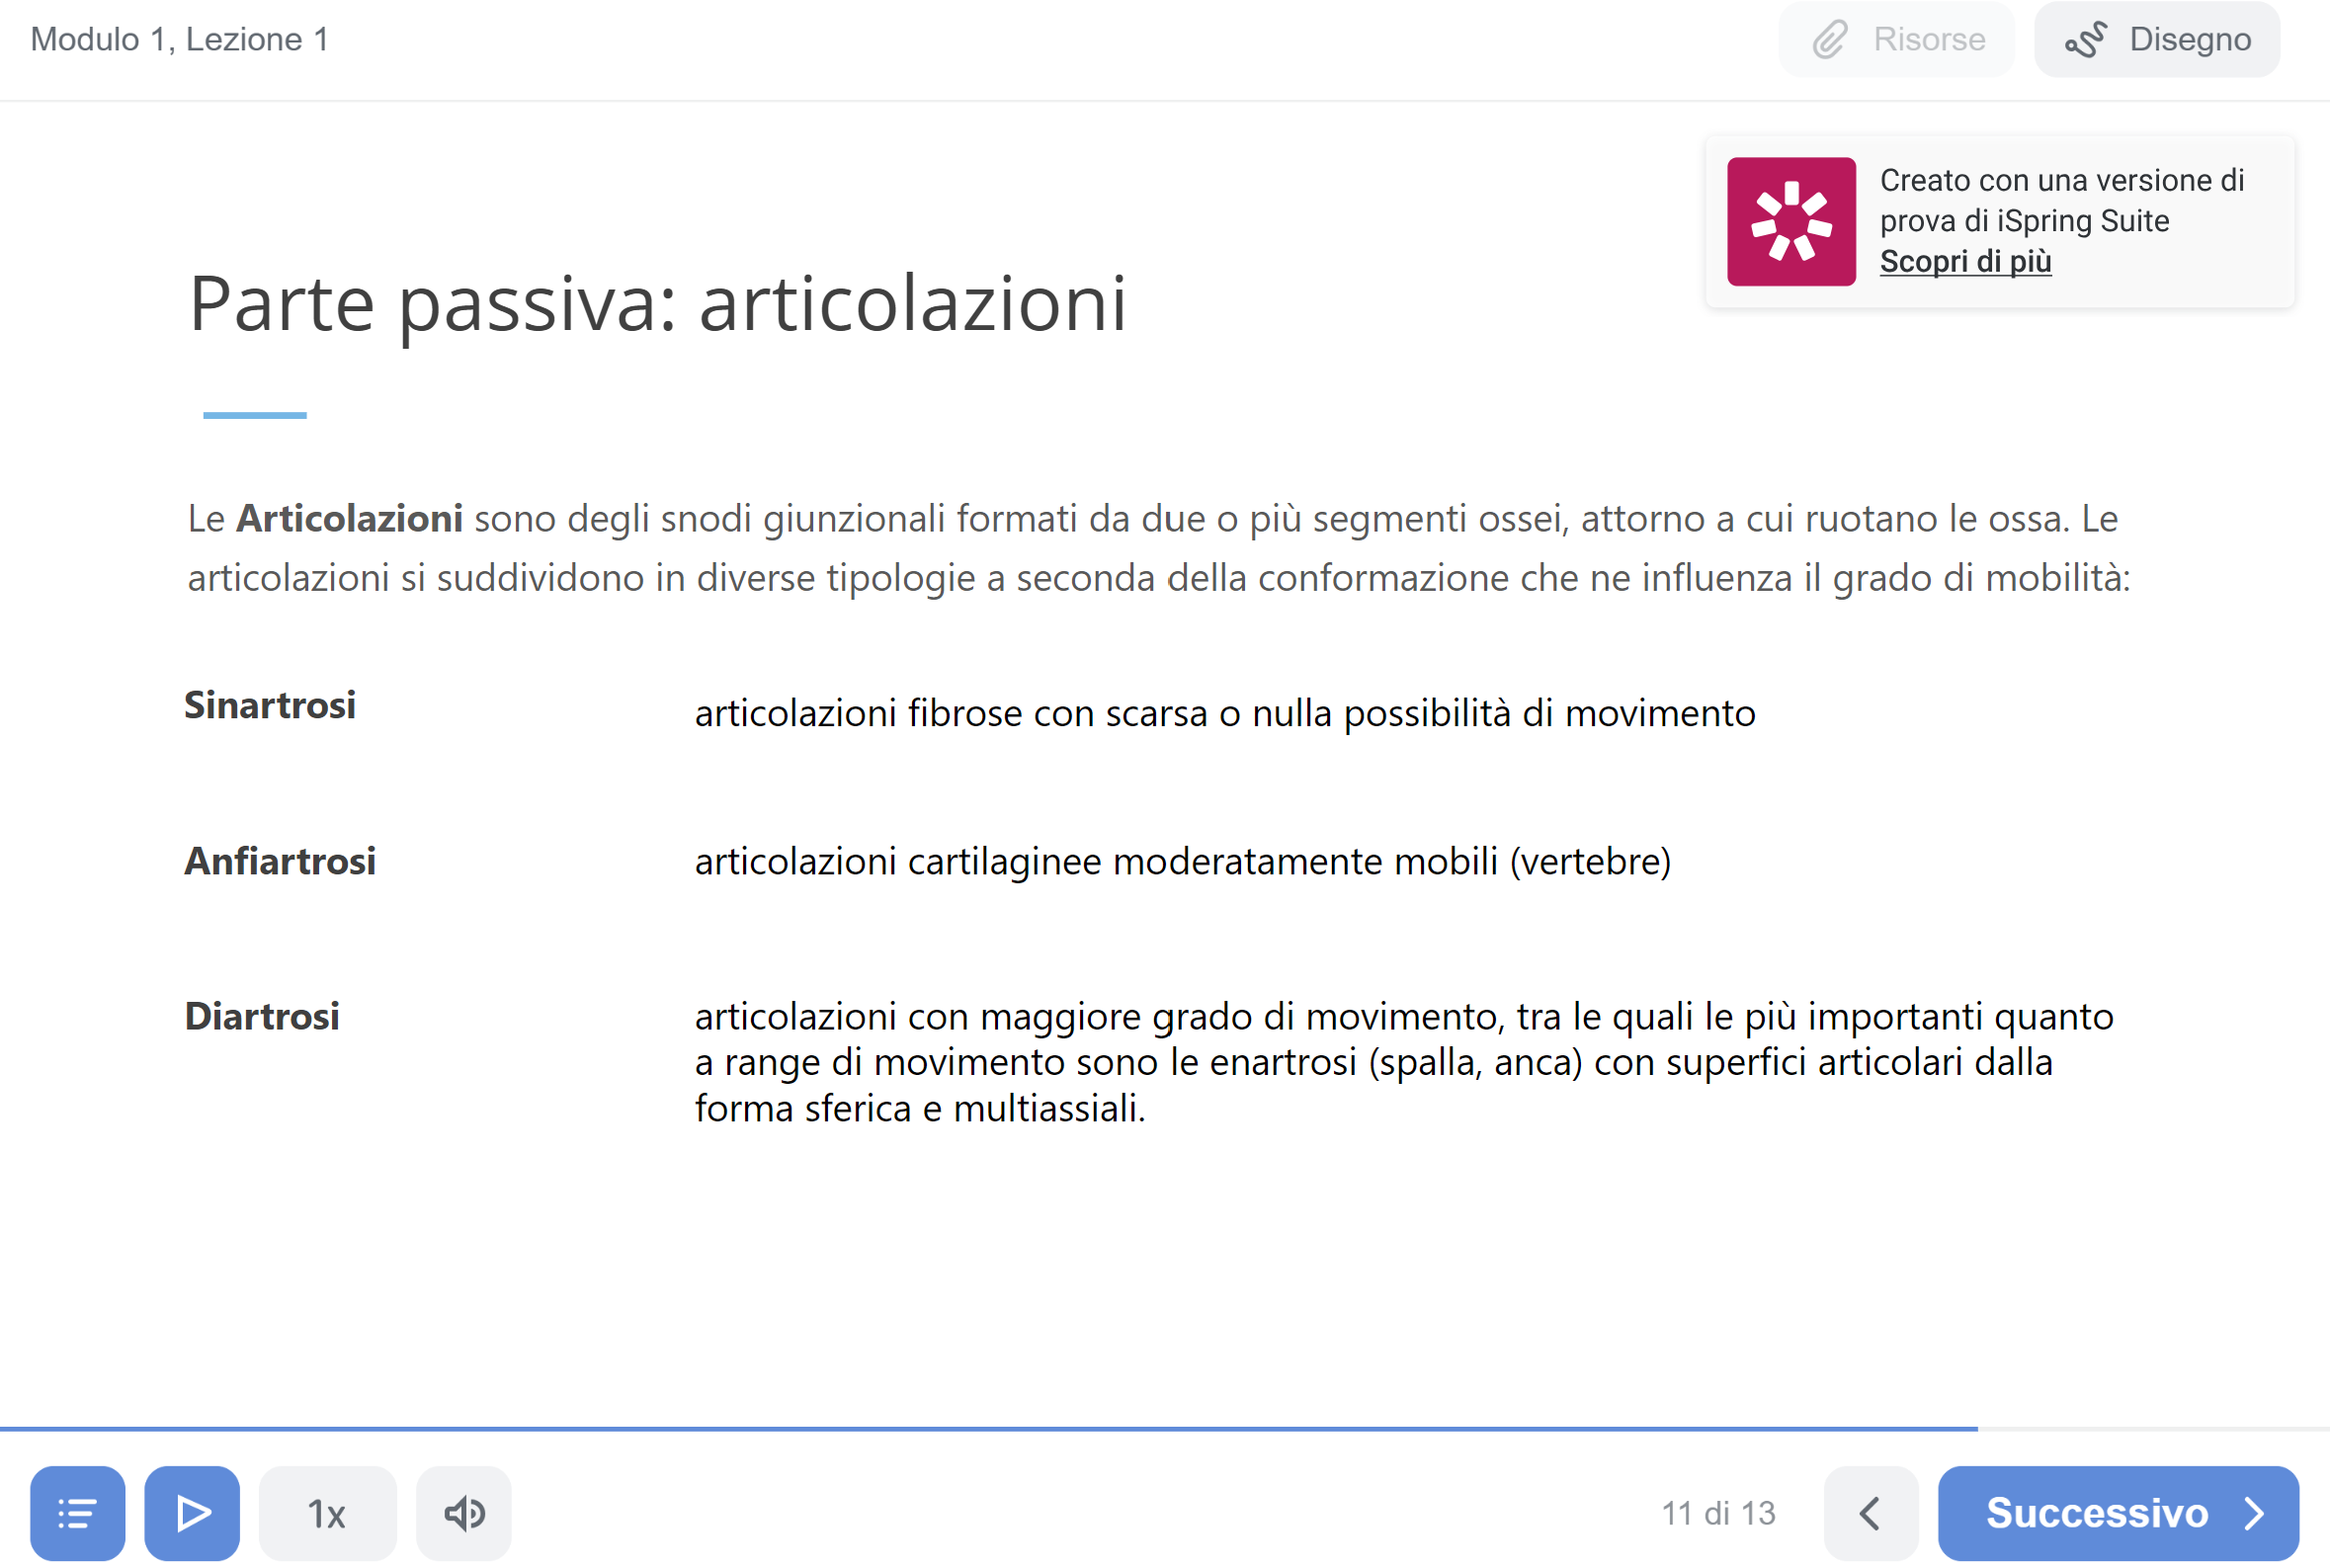 Modulo 1, Lezione 1
Risorse
Disegno
Creato con una versione di
prova di iSpring Suite
Scopri di più
Parte passiva: articolazioni
Le Articolazioni sono degli snodi giunzionali formati da due o più segmenti ossei, attorno a cui ruotano le ossa. Le
articolazioni si suddividono in diverse tipologie a seconda della conformazione che ne influenza il grado di mobilità:
Sinartrosi
articolazioni fibrose con scarsa o nulla possibilità di movimento
Anfiartrosi
articolazioni cartilaginee moderatamente mobili (vertebre)
Diartrosi
articolazioni con maggiore grado di movimento, tra le quali le più importanti quanto
a range di movimento sono le enartrosi (spalla, anca) con superfici articolari dalla
forma sferica e multiassiali.
1x
11 di 13
Successivo